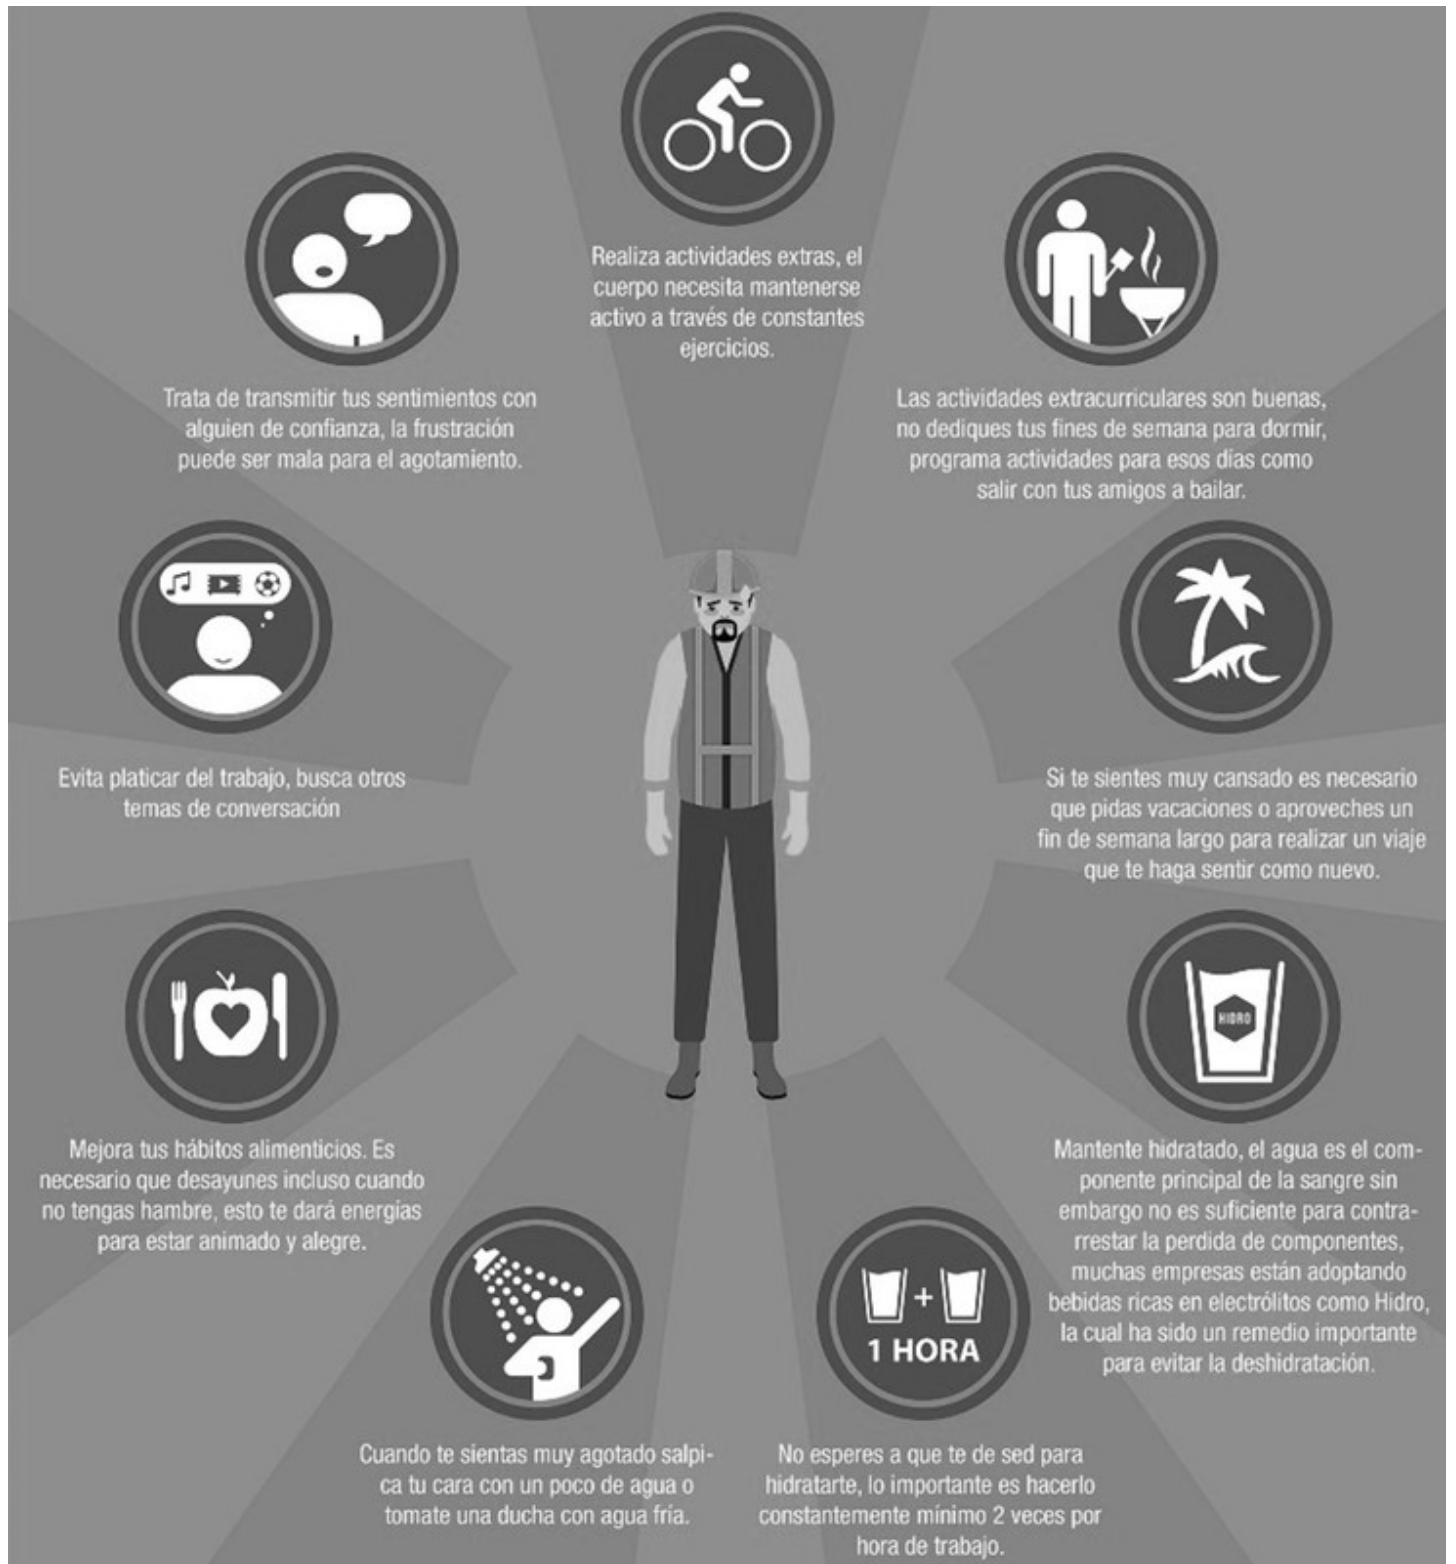 Realiza actividades extras, el
cuerpo necesita mantenerse
activo a través de constantes
ejercicios.
Trata de transmitir tus sentimientos con
alguien de confianza, la frustración
puede ser mala para el agotamiento.
Las actividades extracurriculares son buenas,
no dediques tus fines de semana para dormir,
programa actividades para esos días como
salir con tus amigos a bailar.
Evita platicar del trabajo, busca otros
temas de conversación
Si te sientes muy cansado es necesario
que pidas vacaciones o aproveches un
fin de semana largo para realizar un viaje
que te haga sentir como nuevo.
Mejora tus hábitos alimenticios. Es
necesario que desayunes incluso cuando
no tengas hambre, esto te dará energías
para estar animado y alegre.
HIDRO
Mantente hidratado, el agua es el com-
ponente principal de la sangre sin
embargo no es suficiente para contra-
rrestar la perdida de componentes,
muchas empresas están adoptando
bebidas ricas en electrólitos como Hidro,
la cual ha sido un remedio importante
para evitar la deshidratación.
Cuando te sientas muy agotado salpi-
ca tu cara con un poco de agua o
tomate una ducha con agua fría.
+
1 HORA
No esperes a que te de sed para
hidratarte, lo importante es hacerlo
constantemente mínimo 2 veces por
hora de trabajo.